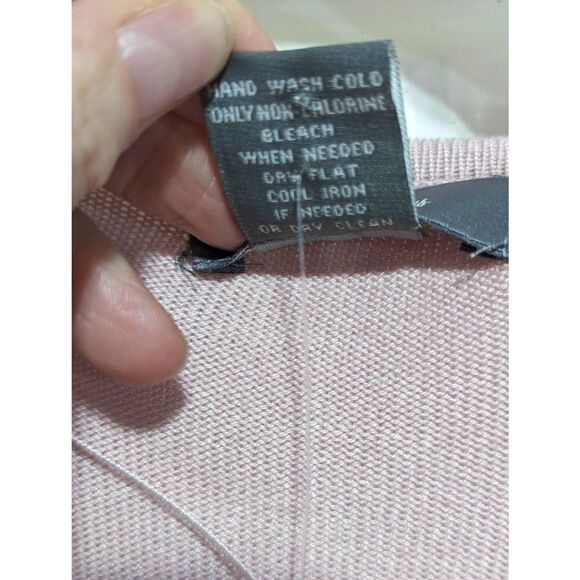 HAND WASH COLD
ONLY NON CHLORINE
BLEACH
WHEN NEEDED
DRY FLAT
COOL IRON
IF NEEDED
OR DRY CLEAN